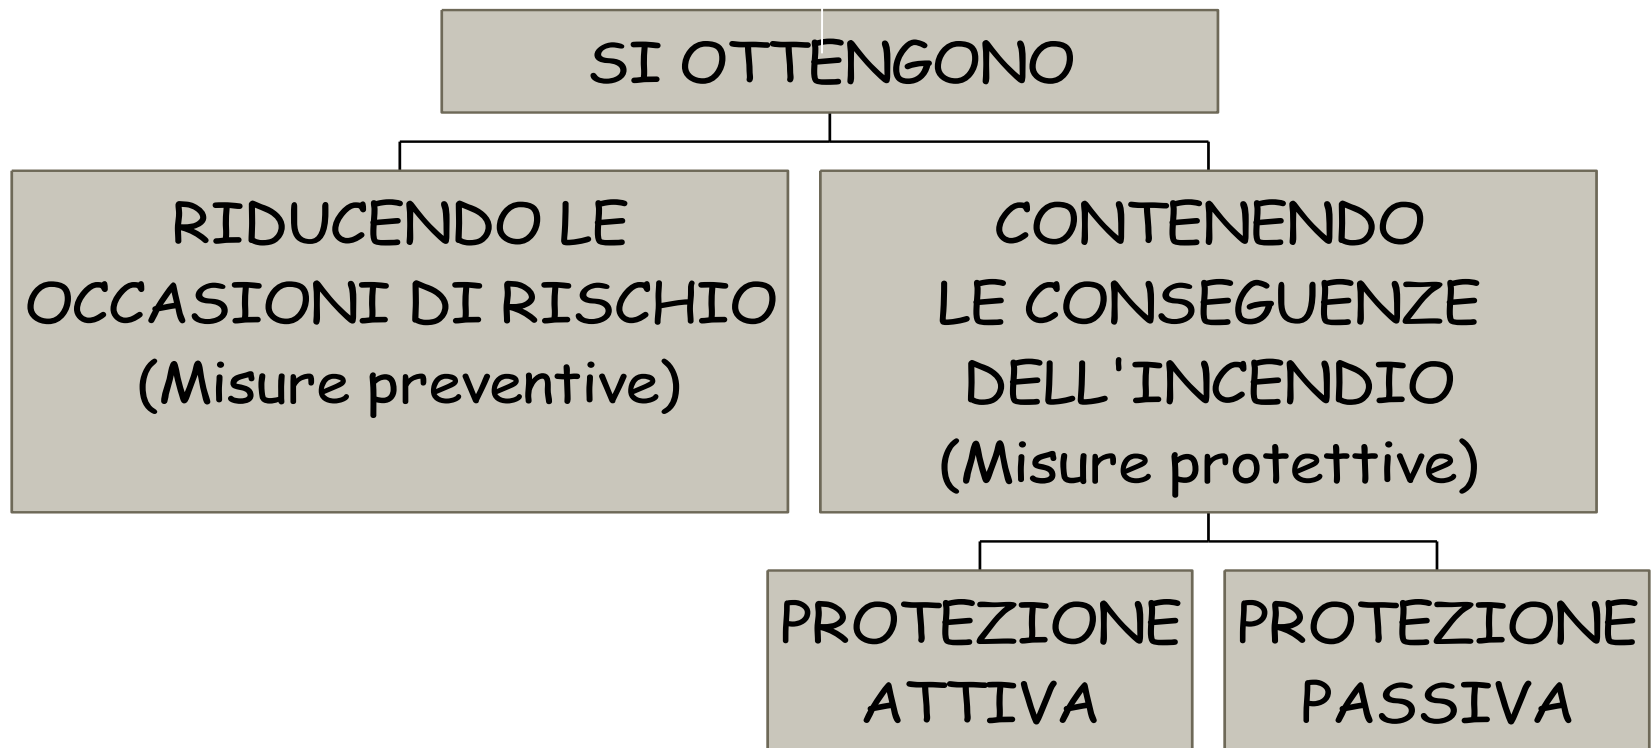 SI OTTENGONO
RIDUCENDO LE
OCCASIONI DI RISCHIO
(Misure preventive)
CONTENENDO
LE CONSEGUENZE
DELL'INCENDIO
(Misure protettive)
PROTEZIONE
ATTIVA
PROTEZIONE
PASSIVA